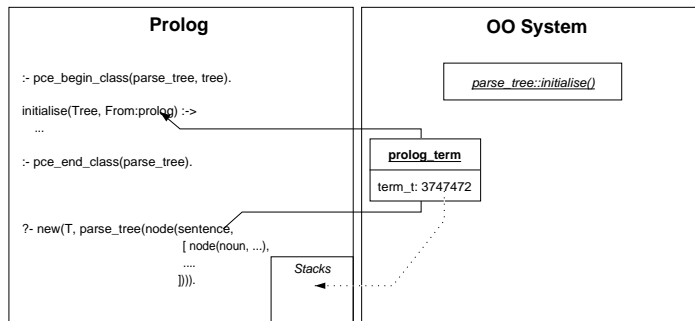 Prolog
:- pce_begin_class(parse_tree, tree).
initialise(Tree, From:prolog) :->
...
:- pce_end_class(parse_tree).
?- new(T, parse_tree(node(sentence,
[ node(noun, ...),
....
]))).
Stacks
OO System
parse_tree::initialise()
prolog_term
term_t: 3747472